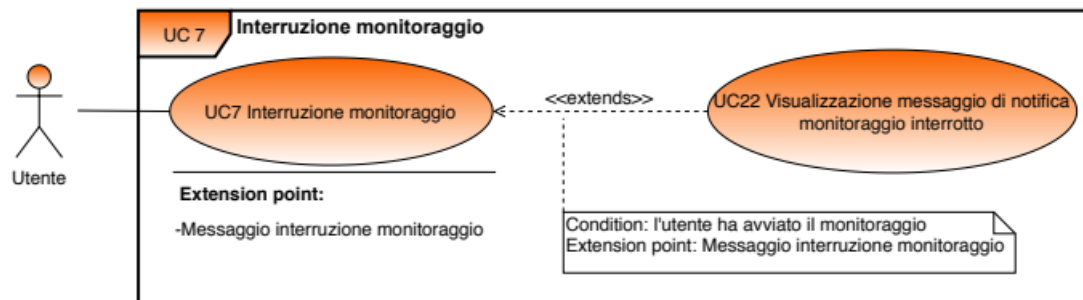 UC 7
Interruzione monitoraggio
Utente
UC7 Interruzione monitoraggio
<<extends>>
UC22 Visualizzazione messaggio di notifica
monitoraggio interrotto
Extension point:
-Messaggio interruzione monitoraggio
Condition: l'utente ha avviato il monitoraggio
Extension point: Messaggio interruzione monitoraggio